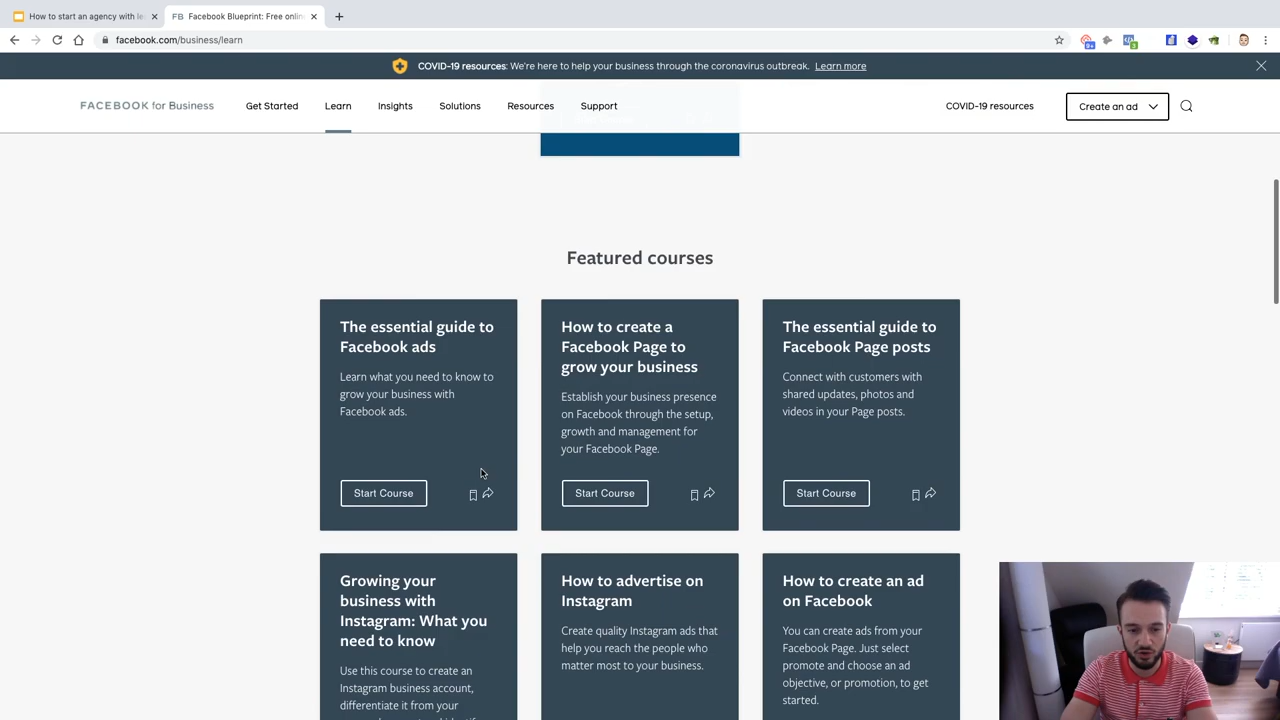 How to start an agency with le
FB Facebook Blueprint: Free onlin
facebook.com/business/learn
COVID-19 resources: We're here to help your business through the coronavirus outbreak. Learn more
FACEBOOK for Business
Get Started
Learn
Insights
Solutions
Resources
Support
COVID-19 resources
Create an ad
Featured courses
The essential guide to
Facebook ads
Learn what you need to know to
grow your business with
Facebook ads.
Start Course
How to create a
Facebook Page to
grow your business
Establish your business presence
on Facebook through the setup,
growth and management for
your Facebook Page.
Start Course
The essential guide to
Facebook Page posts
Connect with customers with
shared updates, photos and
videos in your Page posts.
Start Course
Growing your
business with
Instagram: What you
need to know
Use this course to create an
Instagram business account,
differentiate it from your
How to advertise on
Instagram
Create quality Instagram ads that
help you reach the people who
matter most to your business.
How to create an ad
on Facebook
You can create ads from your
Facebook Page. Just select
promote and choose an ad
objective, or promotion, to get
started.